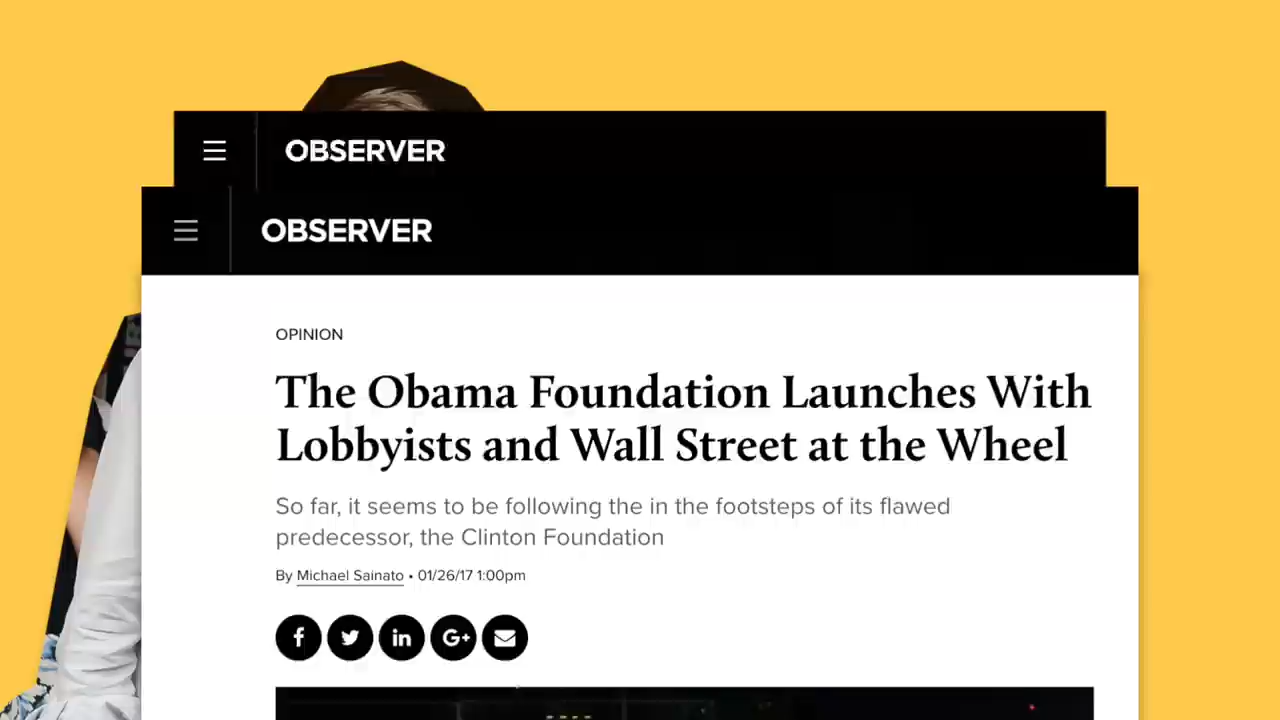 OBSERVER
OBSERVER
OPINION
The Obama Foundation Launches With
Lobbyists and Wall Street at the Wheel
So far, it seems to be following the in the footsteps of its flawed
predecessor, the Clinton Foundation
By Michael Sainato • 01/26/17 1:00pm